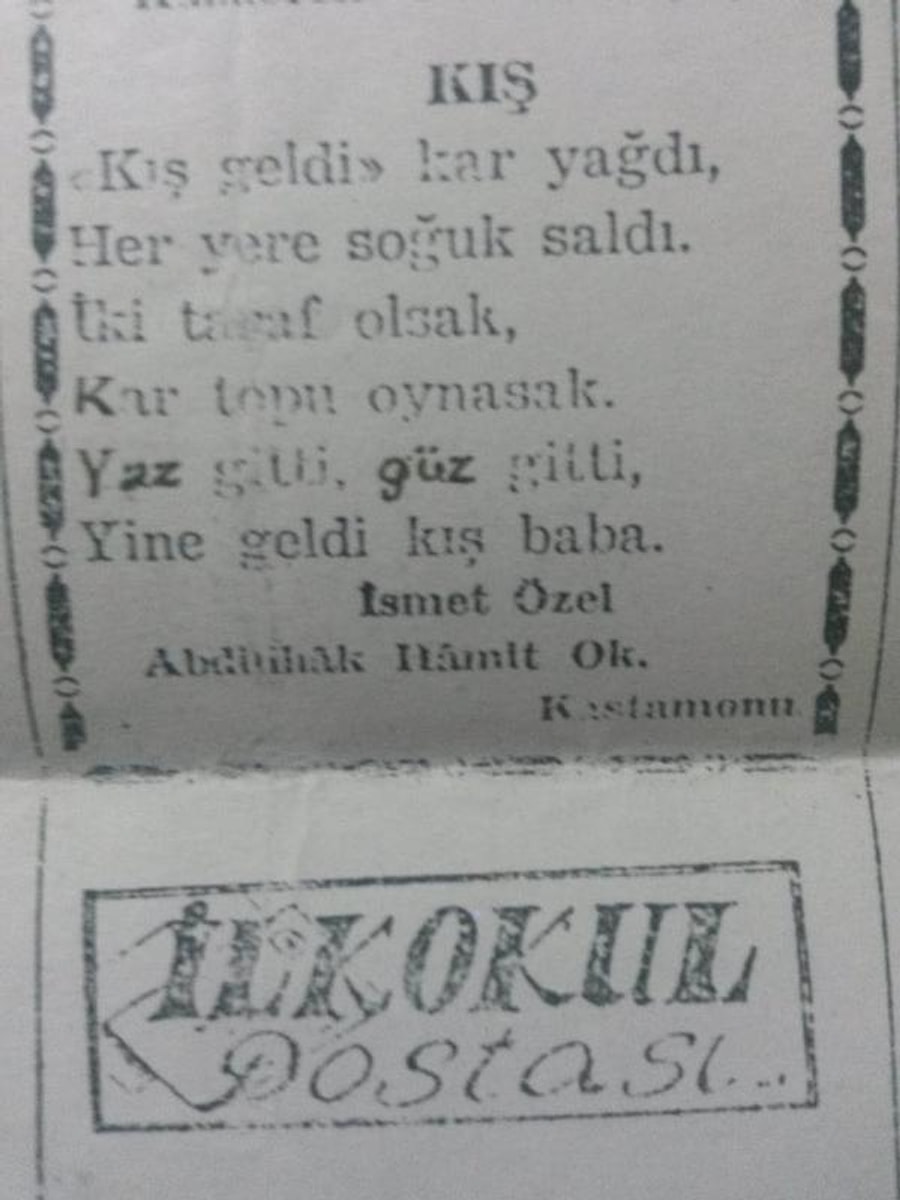 KIŞ
«Kış geldi» kar yağdı,
Her yere soğuk saldı.
İki taraf olsak,
Kar topu oynasak.
Yaz gitti, güz gitti,
Yine geldi kış baba.
İsmet Özel
Abdülhâk Hâmit Ok.
Kastamonu
İLKOKUL
Postası...